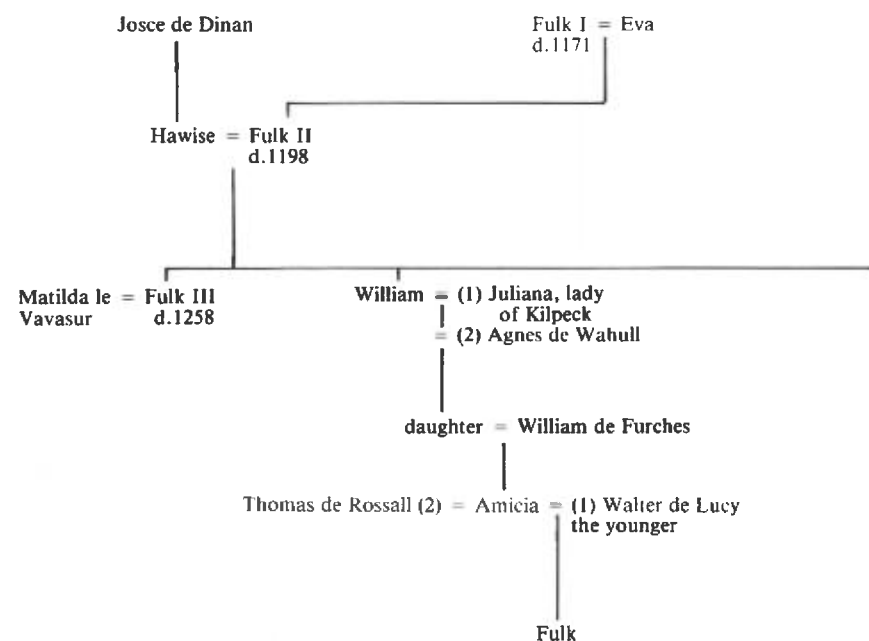 Josce de Dinan
Fulk I = Eva
d.1171
Hawise = Fulk II
d.1198
Matilda le = Fulk III
Vavasur d.1258
William = (1) Juliana, lady
of Kilpeck
= (2) Agnes de Wahull
daughter = William de Furches
Thomas de Rossall (2) = Amicia = (1) Walter de Lucy
the younger
Fulk